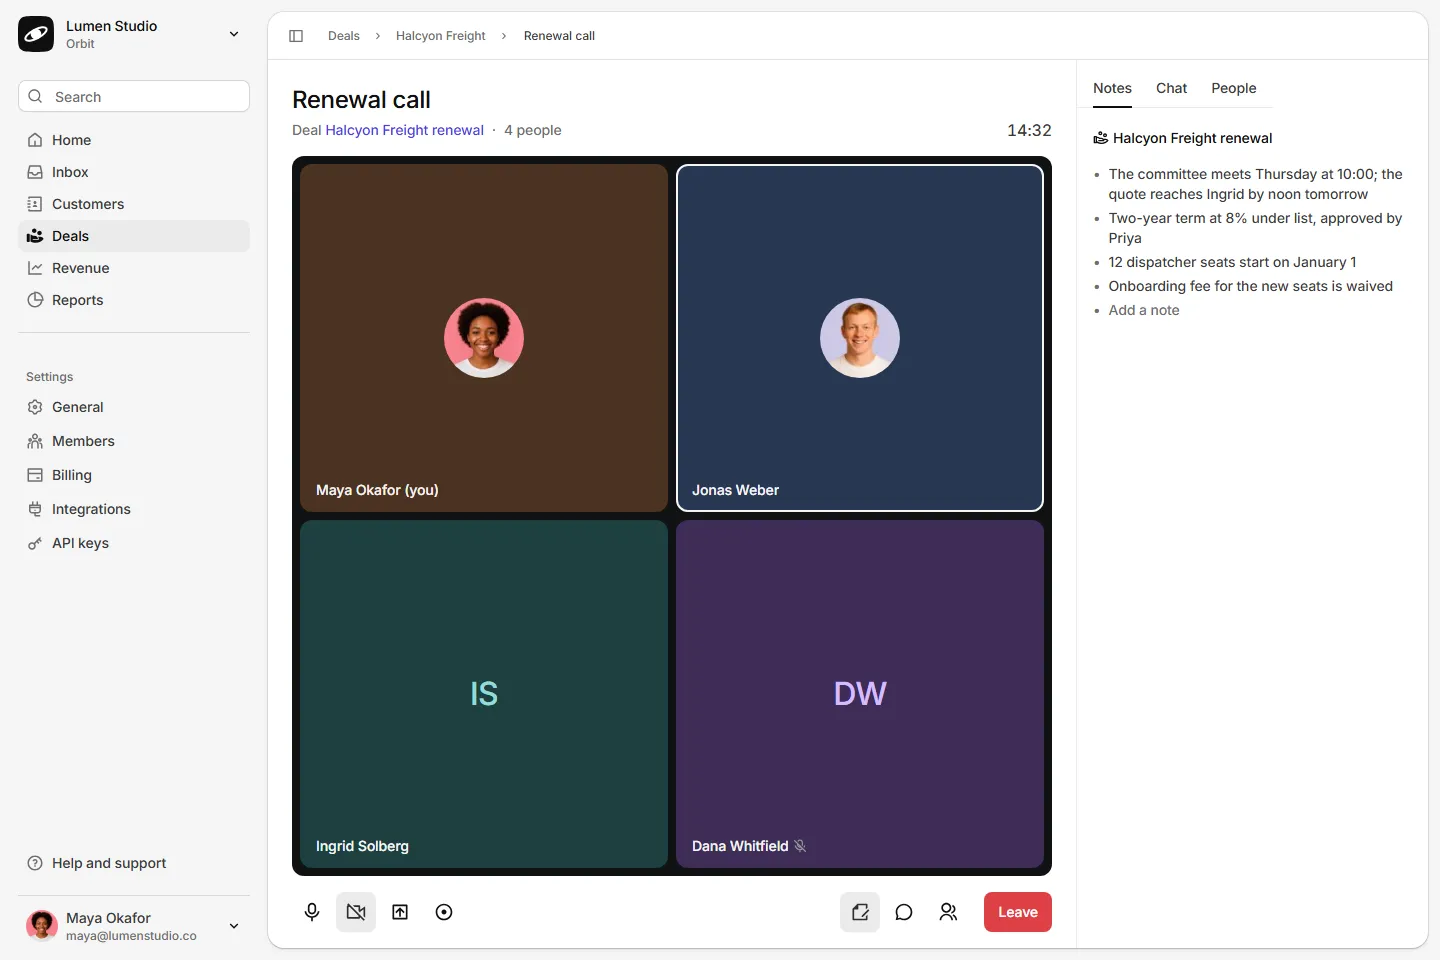 Lumen Studio
Orbit
Search
Home
Inbox
Customers
Deals
Revenue
Reports
Settings
General
Members
Billing
Integrations
API keys
Help and support
Maya Okafor
maya@lumenstudio.co
Deals › Halcyon Freight › Renewal call
Renewal call
Deal Halcyon Freight renewal · 4 people
14:32
Maya Okafor (you)
Jonas Weber
IS
DW
Ingrid Solberg
Dana Whitfield
Leave
Notes Chat People
Halcyon Freight renewal
• The committee meets Thursday at 10:00; the
quote reaches Ingrid by noon tomorrow
• Two-year term at 8% under list, approved by
Priya
• 12 dispatcher seats start on January 1
• Onboarding fee for the new seats is waived
• Add a note